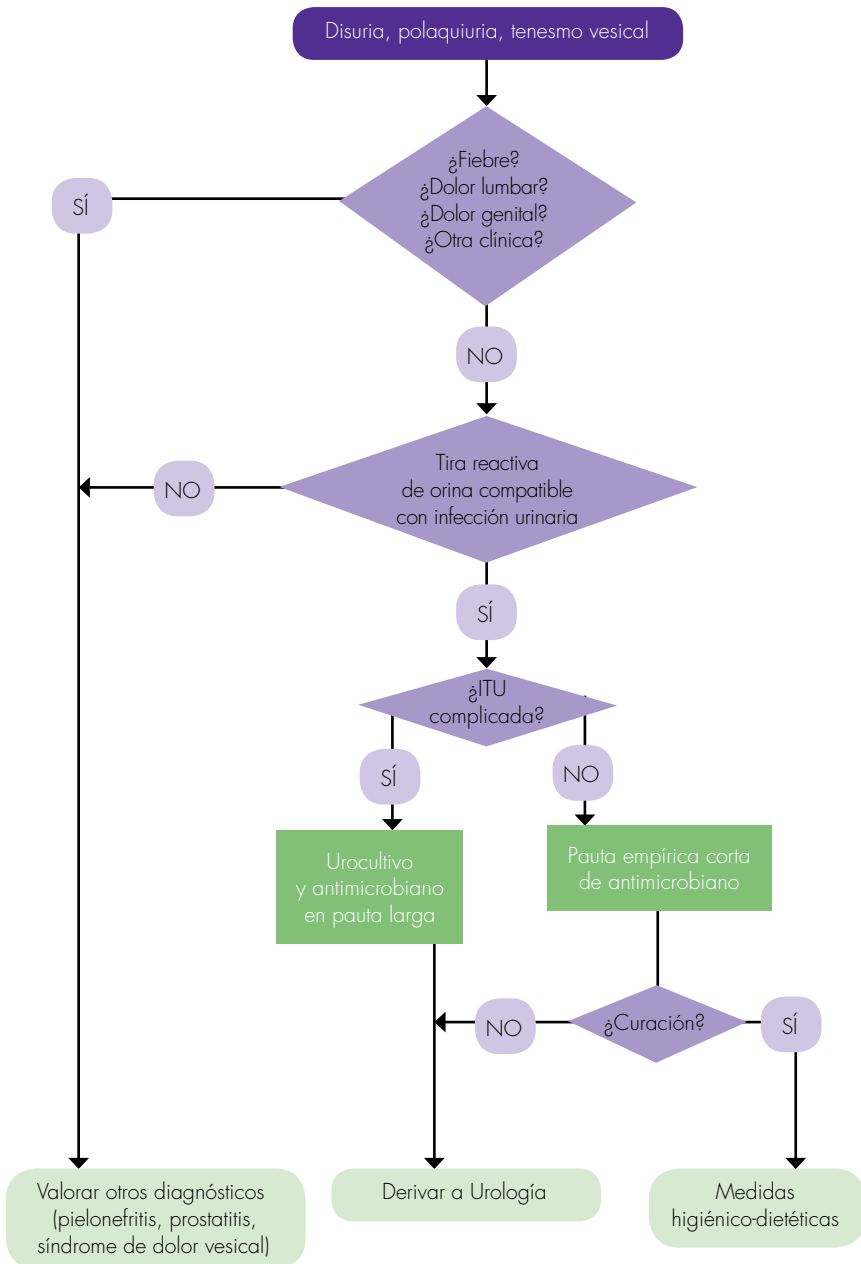 Disuria, polaquiuria, tenesmo vesical
¿Fiebre?
¿Dolor lumbar?
¿Dolor genital?
¿Otra clínica?
SÍ
NO
Tira reactiva
de orina compatible
con infección urinaria
NO
SÍ
¿ITU
complicada?
SÍ
NO
Urocultivo
y antimicrobiano
en pauta larga
Pauta empírica corta
de antimicrobiano
¿Curación?
NO
SÍ
Valorar otros diagnósticos
(pielonefritis, prostatitis,
síndrome de dolor vesical)
Derivar a Urología
Medidas
higiénico-dietéticas